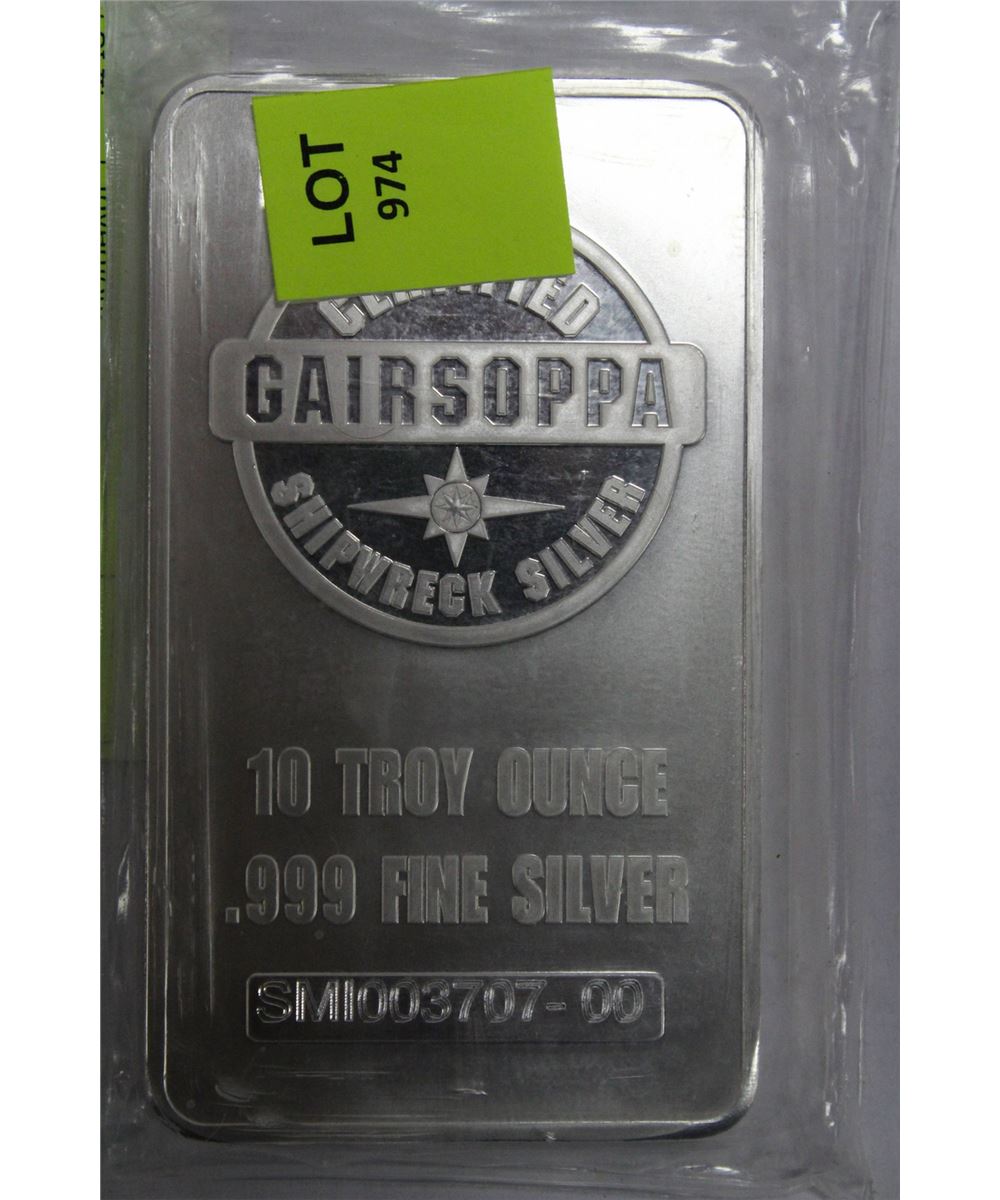 LOT
974
CERTIFIED
GAIRSOPPA
SHIPWRECK SILVER
10 TROY OUNCE
.999 FINE SILVER
SMI003707-00